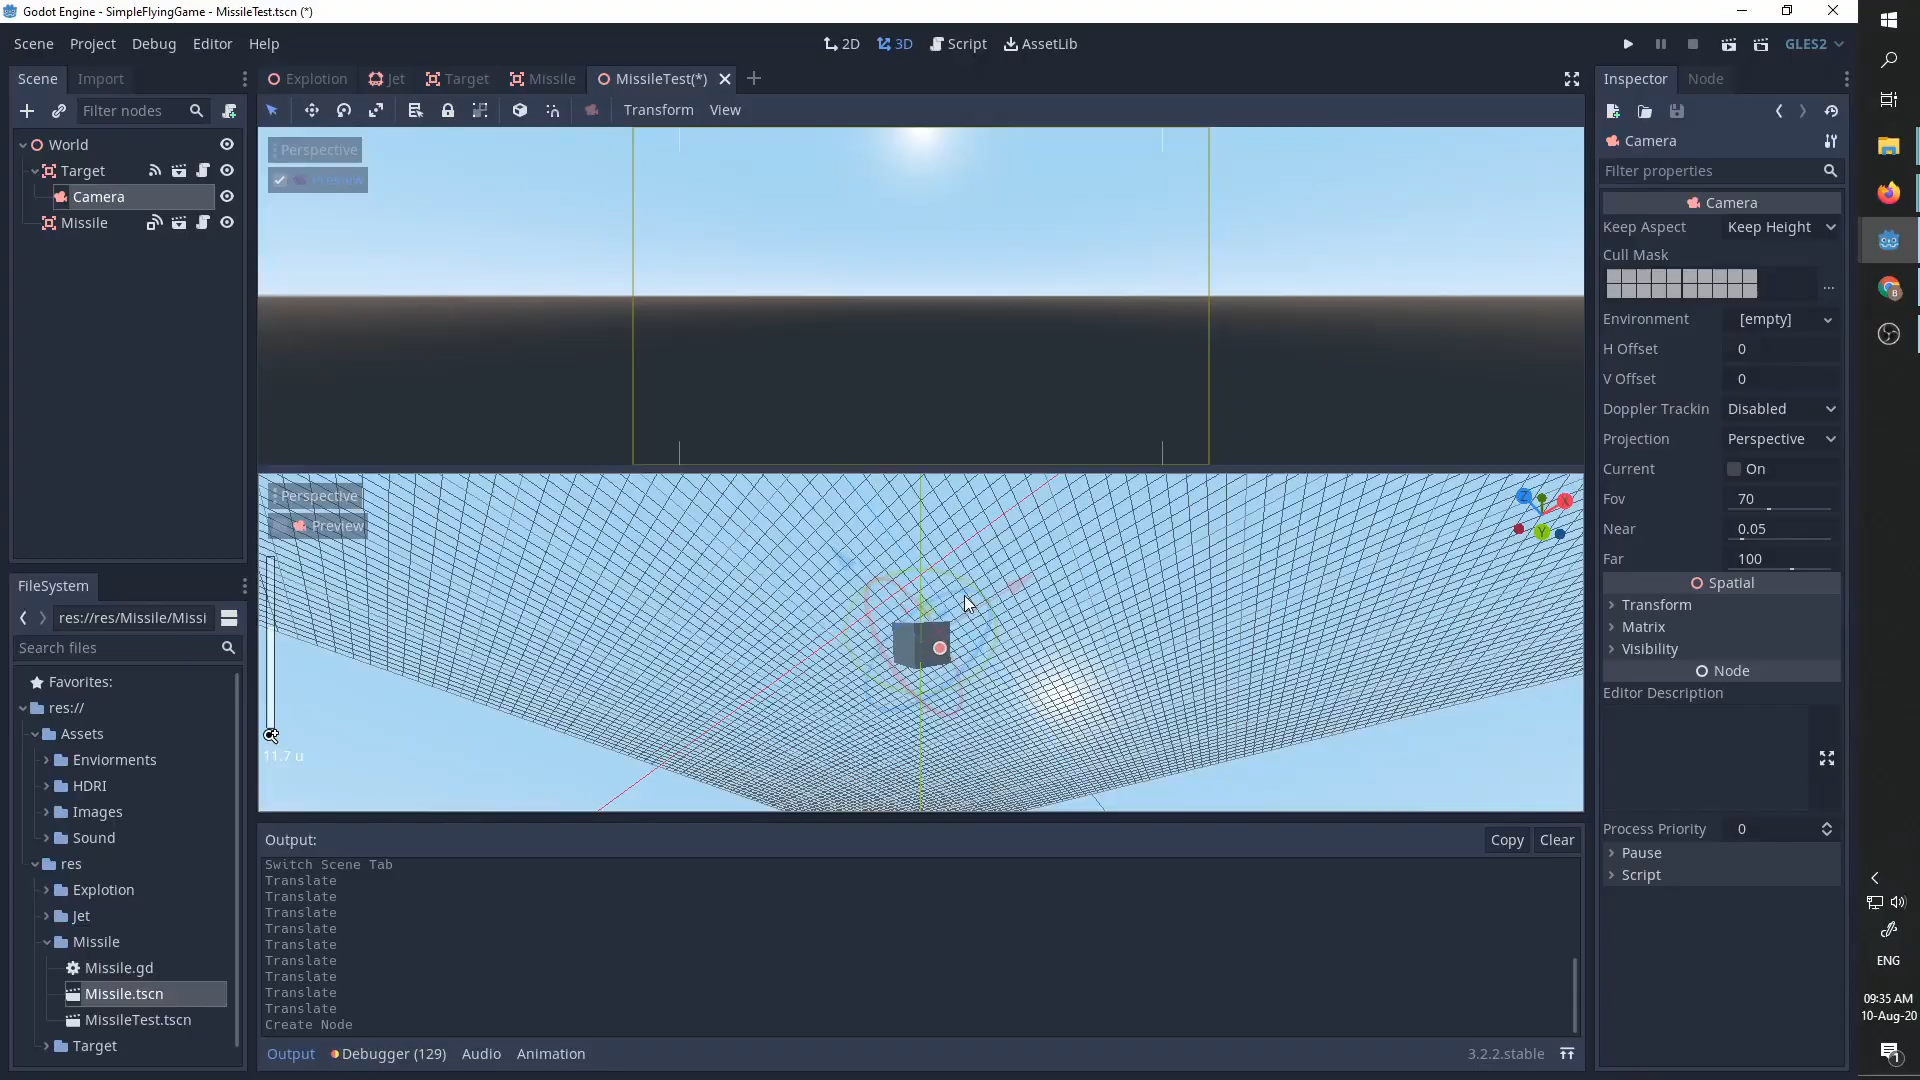 Godot Engine - SimpleFlyingGame - MissileTest.tscn (*)
Scene Project Debug Editor Help
2D 3D Script AssetLib
GLES2
Scene Import
Explotion Jet Target Missile MissileTest(*)
Inspector Node
Filter nodes
Transform View
World
Target
Camera
Missile
Perspective
Preview
Perspective
Preview
11.7 u
Z X Y
Camera
Filter properties
Camera
Keep Aspect Keep Height
Cull Mask
...
Environment [empty]
H Offset 0
V Offset 0
Doppler Trackin Disabled
Projection Perspective
Current On
Fov 70
Near 0.05
Far 100
Spatial
Transform
Matrix
Visibility
Node
Editor Description
Process Priority 0
Pause
Script
FileSystem
res://res/Missile/Missi
Search files
Favorites:
res://
Assets
Enviorments
HDRI
Images
Sound
res
Explotion
Jet
Missile
Missile.gd
Missile.tscn
MissileTest.tscn
Target
Output: Copy Clear
Switch Scene Tab
Translate
Translate
Translate
Translate
Translate
Translate
Translate
Translate
Translate
Create Node
Output Debugger (129) Audio Animation 3.2.2.stable
B
ENG
09:35 AM
10-Aug-20
1